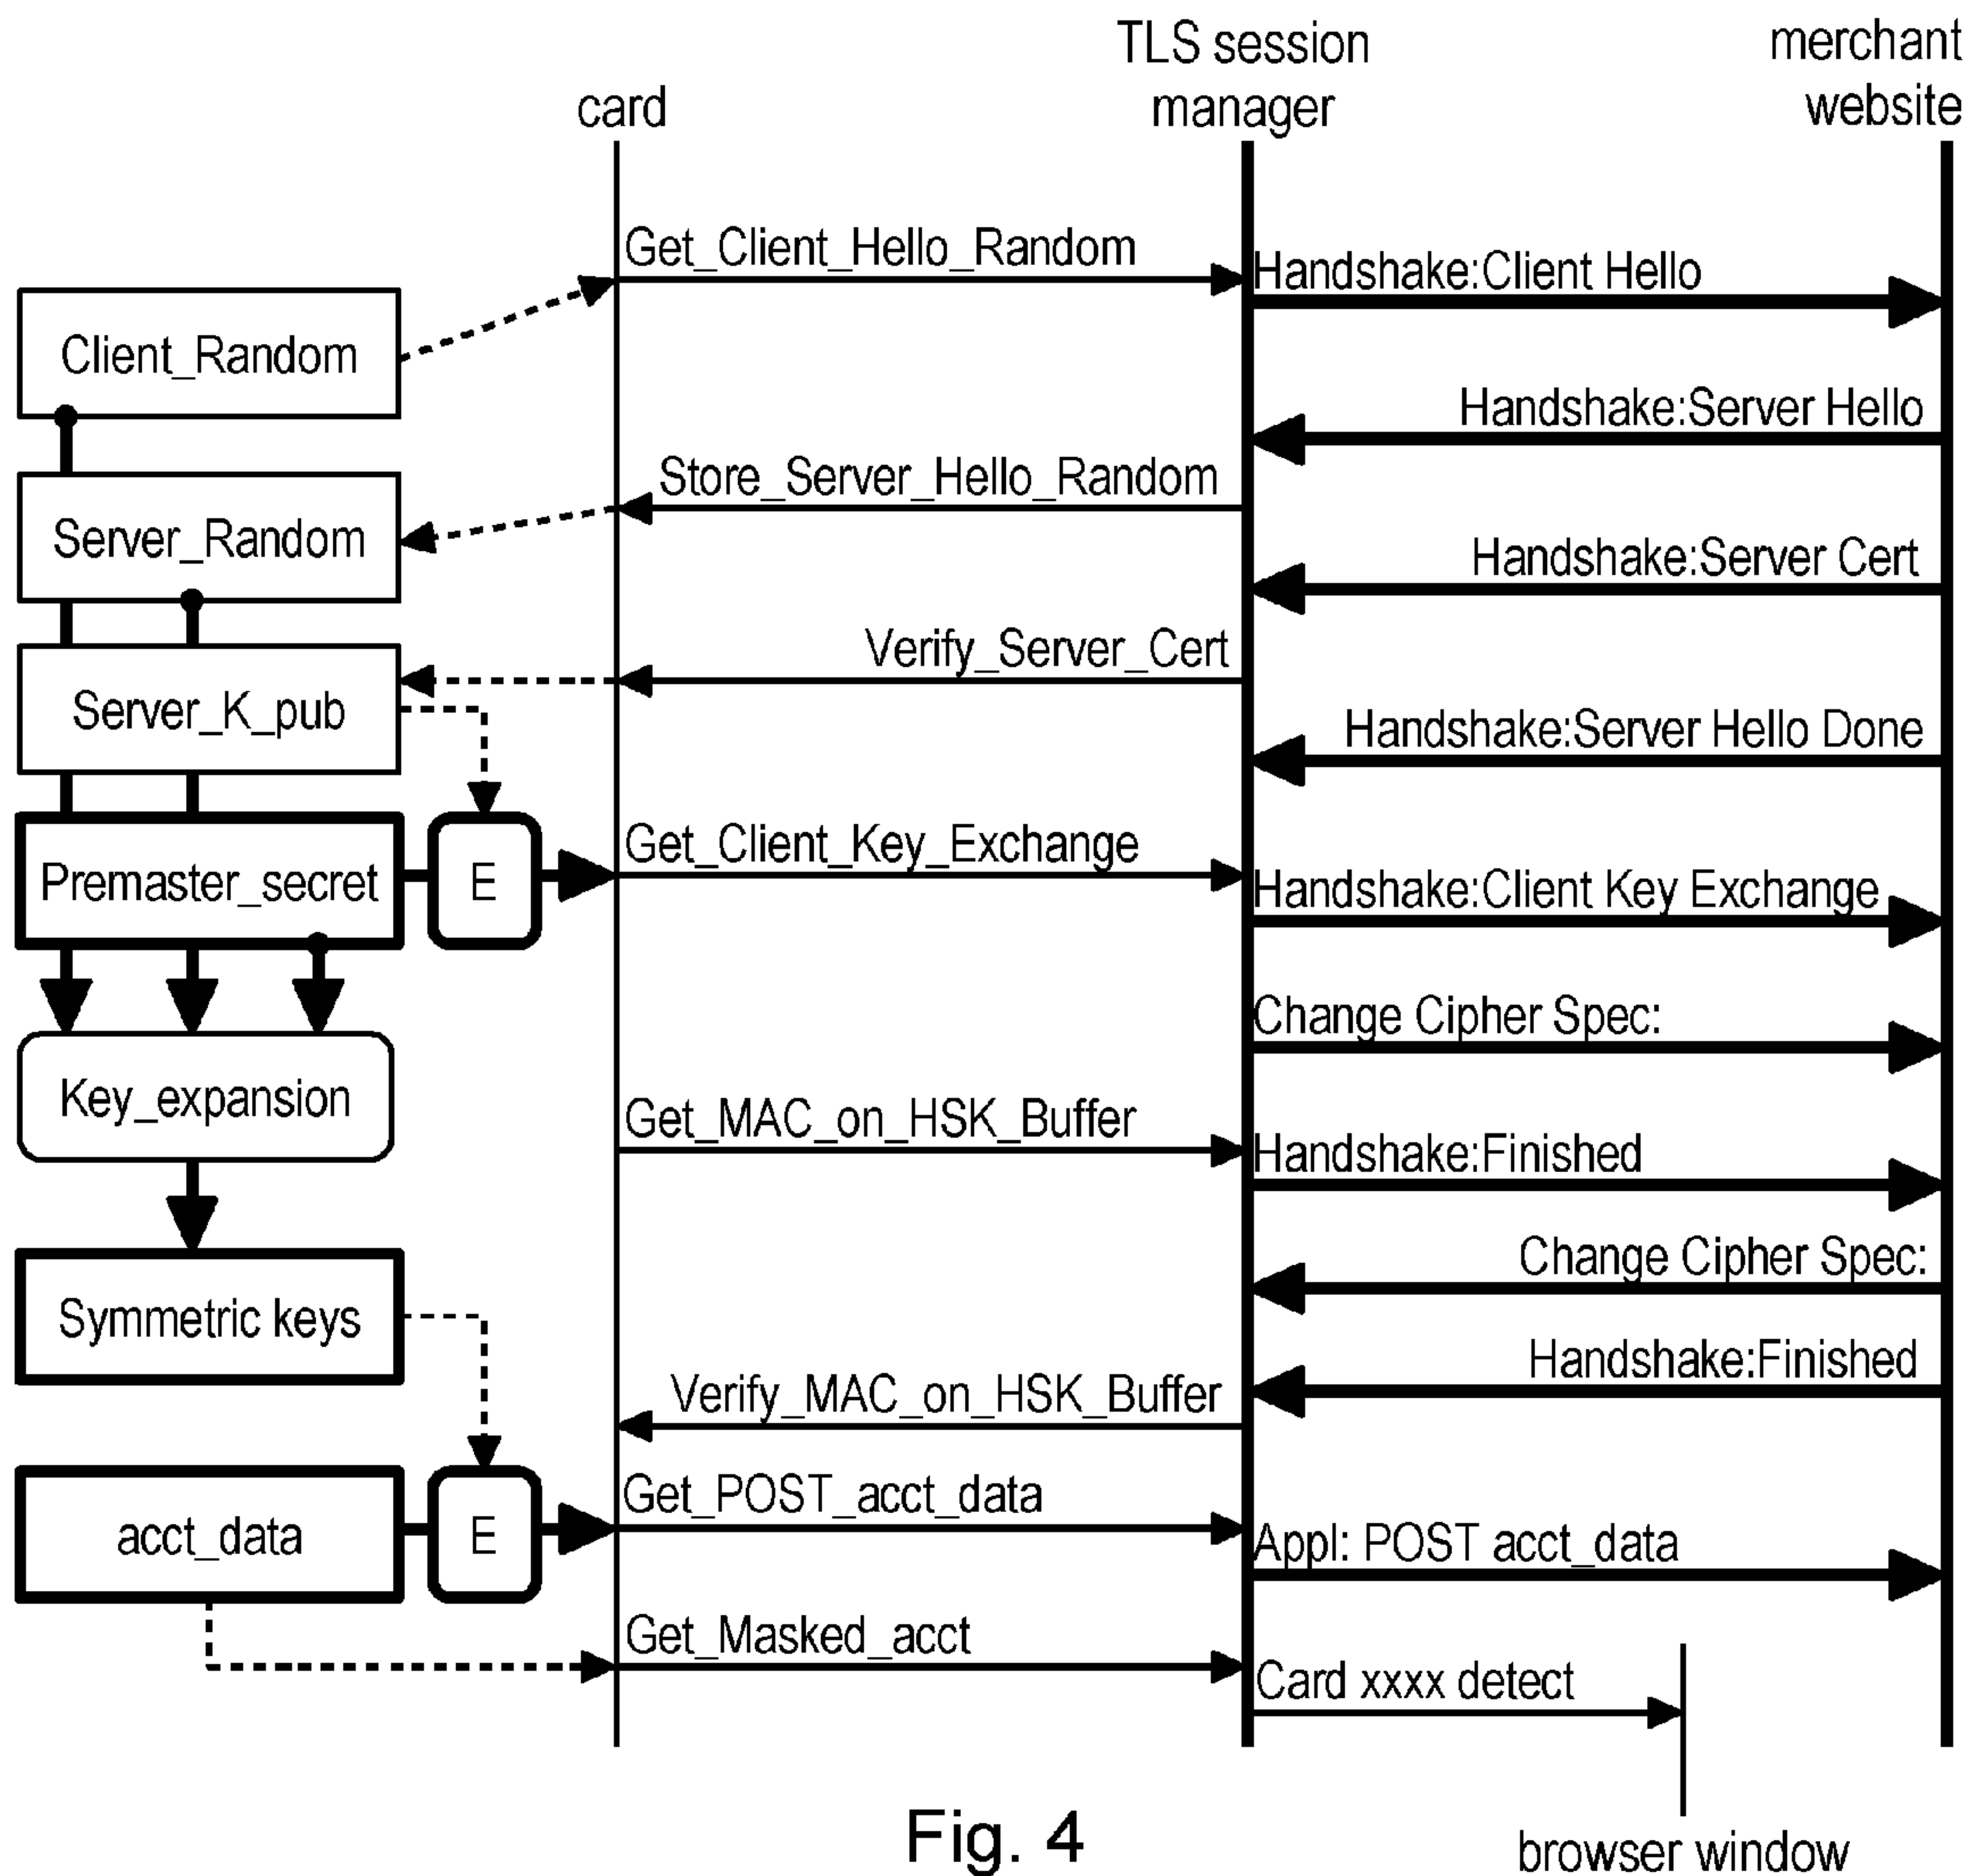 TLS session
manager
merchant
website
card
Get_Client_Hello_Random
Handshake:Client Hello
Client_Random
Handshake:Server Hello
Store_Server_Hello_Random
Server_Random
Handshake:Server Cert
Verify_Server_Cert
Server_K_pub
Handshake:Server Hello Done
Premaster_secret
E
Get_Client_Key_Exchange
Handshake:Client Key Exchange
Change Cipher Spec:
Key_expansion
Get_MAC_on_HSK_Buffer
Handshake:Finished
Change Cipher Spec:
Symmetric keys
Handshake:Finished
Verify_MAC_on_HSK_Buffer
Get_POST_acct_data
acct_data
E
Appl: POST acct_data
Get_Masked_acct
Card xxxx detect
Fig. 4
browser window